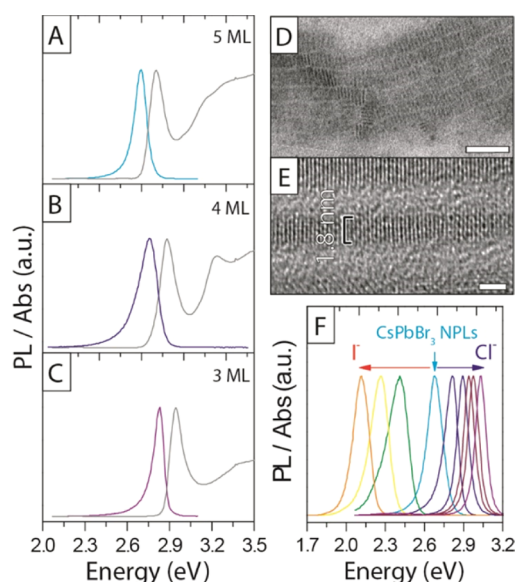 A
5 ML
B
4 ML
C
3 ML
PL / Abs (a.u.)
PL / Abs (a.u.)
2.0 2.3 2.6 2.9 3.2 3.5
Energy (eV)
D
E
1.8 nm
F
CsPbBr₃ NPLs
I⁻ Cl⁻
PL / Abs (a.u.)
1.7 2.0 2.3 2.6 2.9 3.2
Energy (eV)